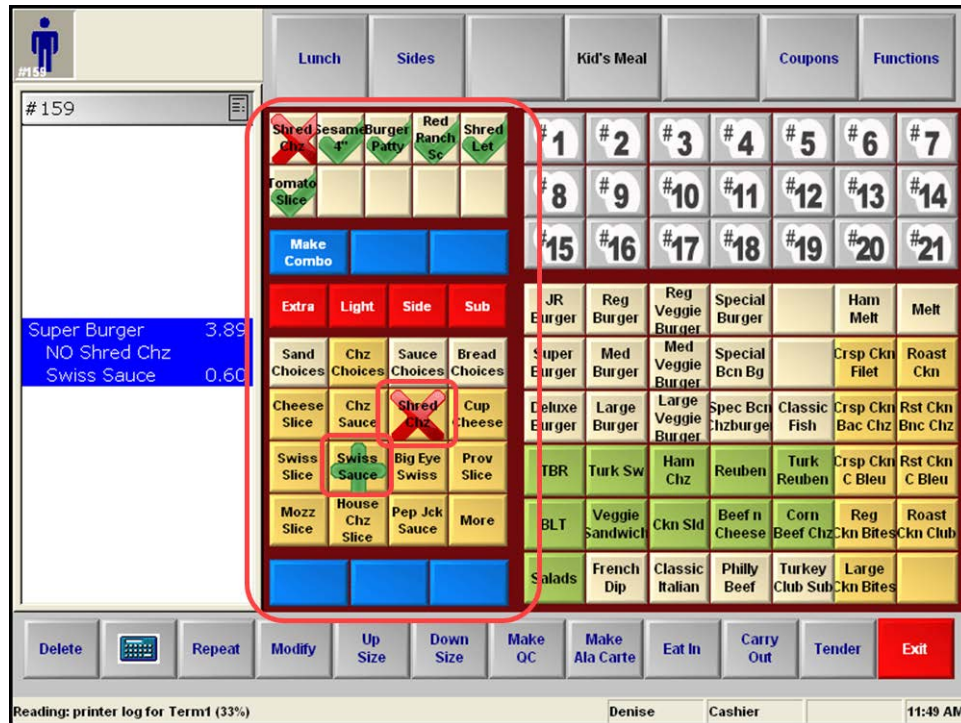 #159
Lunch
Sides
Kid's Meal
Coupons
Functions
#159
Super Burger 3.89
NO Shred Chz
Swiss Sauce 0.60
Shred
Chz
Sesame
4"
Burger
Patty
Red
Ranch
Sc
Shred
Let
Tomato
Slice
Make
Combo
Extra
Light
Side
Sub
Sand
Choices
Chz
Choices
Sauce
Choices
Bread
Choices
Cheese
Slice
Chz
Sauce
Shred
Chz
Cup
Cheese
Swiss
Slice
Swiss
Sauce
Big Eye
Swiss
Prov
Slice
Mozz
Slice
House
Chz
Slice
Pep Jck
Sauce
More
#1
#2
#3
#4
#5
#6
#7
#8
#9
#10
#11
#12
#13
#14
#15
#16
#17
#18
#19
#20
#21
JR
Burger
Reg
Burger
Reg
Veggie
Burger
Special
Burger
Ham
Melt
Melt
Super
Burger
Med
Burger
Med
Veggie
Burger
Special
Bcn Bg
Crsp Ckn
Filet
Roast
Ckn
Deluxe
Burger
Large
Burger
Large
Veggie
Burger
Spec Bcn
Chzburger
Classic
Fish
Crsp Ckn
Bac Chz
Rst Ckn
Bnc Chz
TBR
Turk Sw
Ham
Chz
Reuben
Turk
Reuben
Crsp Ckn
C Bleu
Rst Ckn
C Bleu
BLT
Veggie
Sandwich
Ckn Sld
Beef n
Cheese
Corn
Beef Chz
Reg
Ckn Bites
Roast
Ckn Club
Salads
French
Dip
Classic
Italian
Philly
Beef
Turkey
Club Sub
Large
Ckn Bites
Delete
Repeat
Modify
Up
Size
Down
Size
Make
QC
Make
Ala Carte
Eat In
Carry
Out
Tender
Exit
Reading: printer log for Term1 (33%)
Denise
Cashier
11:49 AM